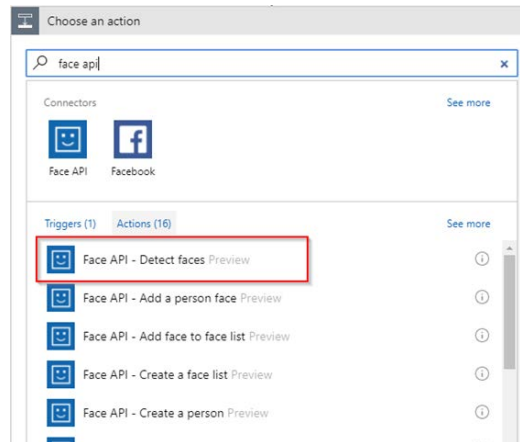 Choose an action
face api
Connectors See more
Face API Facebook
Triggers (1) Actions (16) See more
Face API - Detect faces Preview
Face API - Add a person face Preview
Face API - Add face to face list Preview
Face API - Create a face list Preview
Face API - Create a person Preview